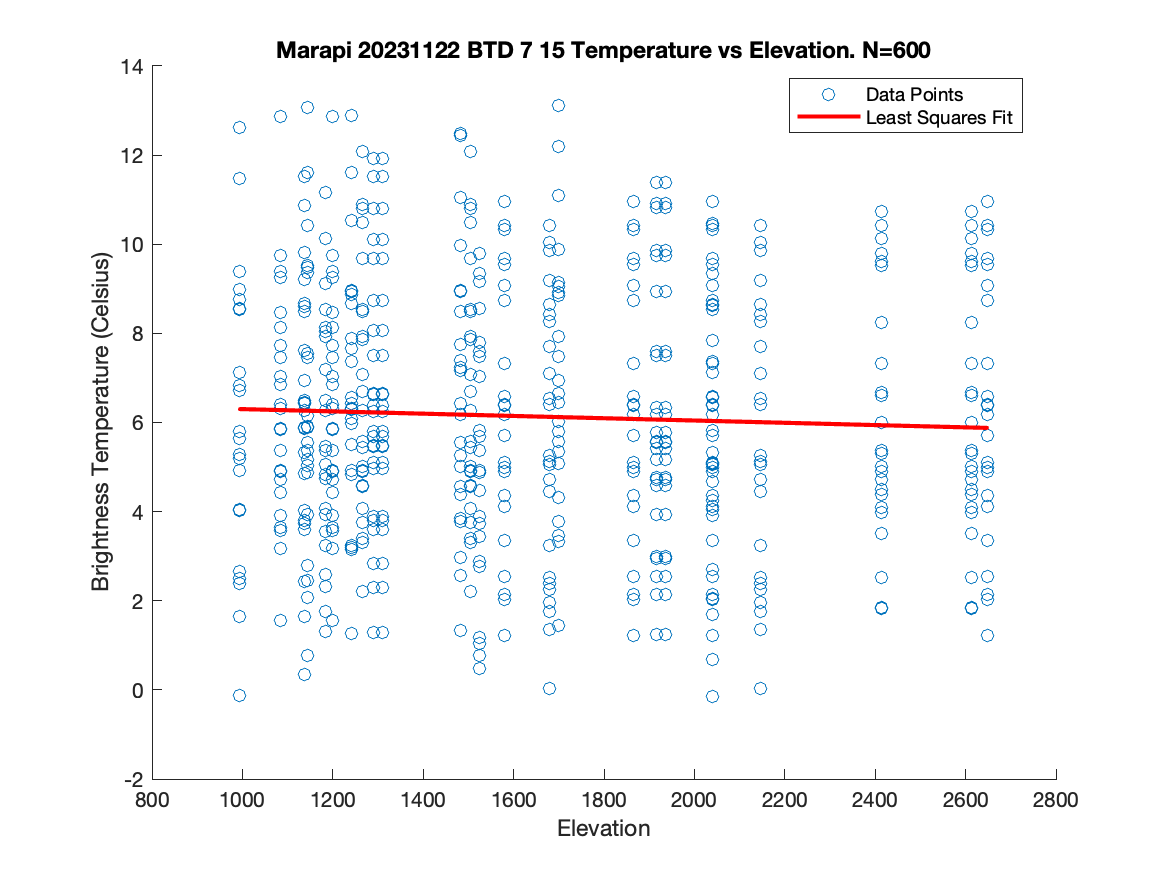 Marapi 20231122 BTD 7 15 Temperature vs Elevation. N=600
Data Points
Least Squares Fit
Brightness Temperature (Celsius)
14
12
10
8
6
4
2
0
-2
800 1000 1200 1400 1600 1800 2000 2200 2400 2600 2800
Elevation